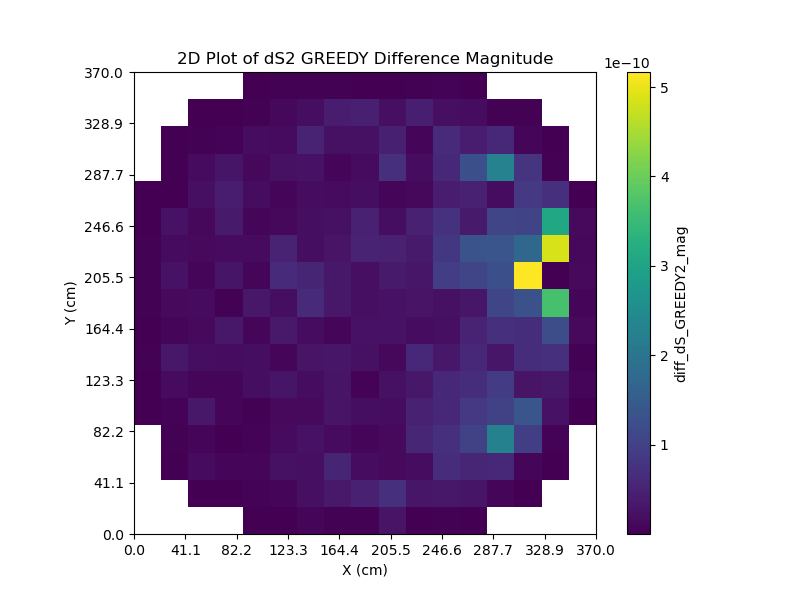 2D Plot of dS2 GREEDY Difference Magnitude
1e−10
370.0
328.9
287.7
246.6
205.5
164.4
123.3
82.2
41.1
0.0
Y (cm)
0.0 41.1 82.2 123.3 164.4 205.5 246.6 287.7 328.9 370.0
X (cm)
5
4
3
2
1
diff_dS_GREEDY2_mag